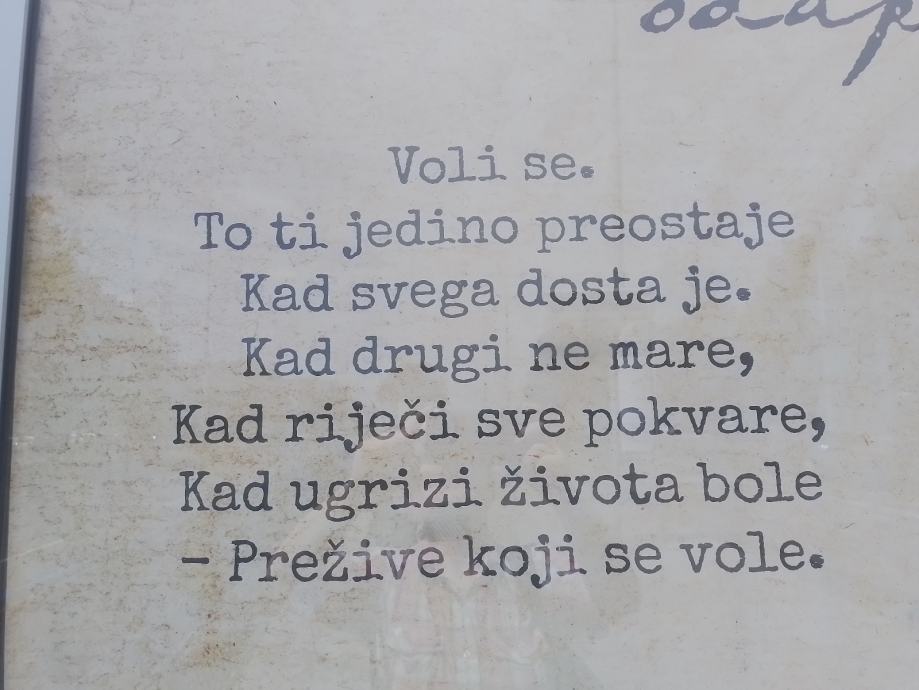 Voli se.
To ti jedino preostaje
Kad svega dosta je.
Kad drugi ne mare,
Kad riječi sve pokvare,
Kad ugrizi života bole
– Prežive koji se vole.